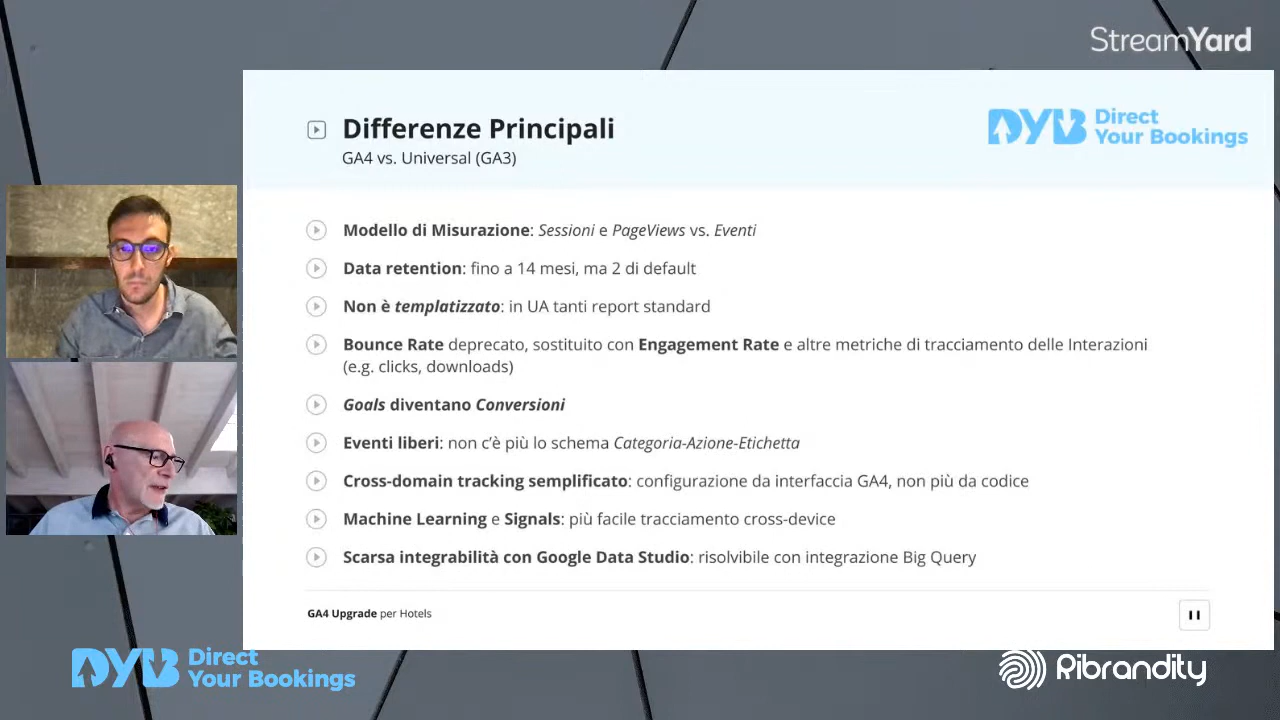 StreamYard
Differenze Principali
GA4 vs. Universal (GA3)
DYB Direct
Your Bookings
Modello di Misurazione: Sessioni e PageViews vs. Eventi
Data retention: fino a 14 mesi, ma 2 di default
Non è templatizzato: in UA tanti report standard
Bounce Rate deprecato, sostituito con Engagement Rate e altre metriche di tracciamento delle Interazioni
(e.g. clicks, downloads)
Goals diventano Conversioni
Eventi liberi: non c'è più lo schema Categoria-Azione-Etichetta
Cross-domain tracking semplificato: configurazione da interfaccia GA4, non più da codice
Machine Learning e Signals: più facile tracciamento cross-device
Scarsa integrabilità con Google Data Studio: risolvibile con integrazione Big Query
GA4 Upgrade per Hotels
DYB Direct
Your Bookings
Ribrandity